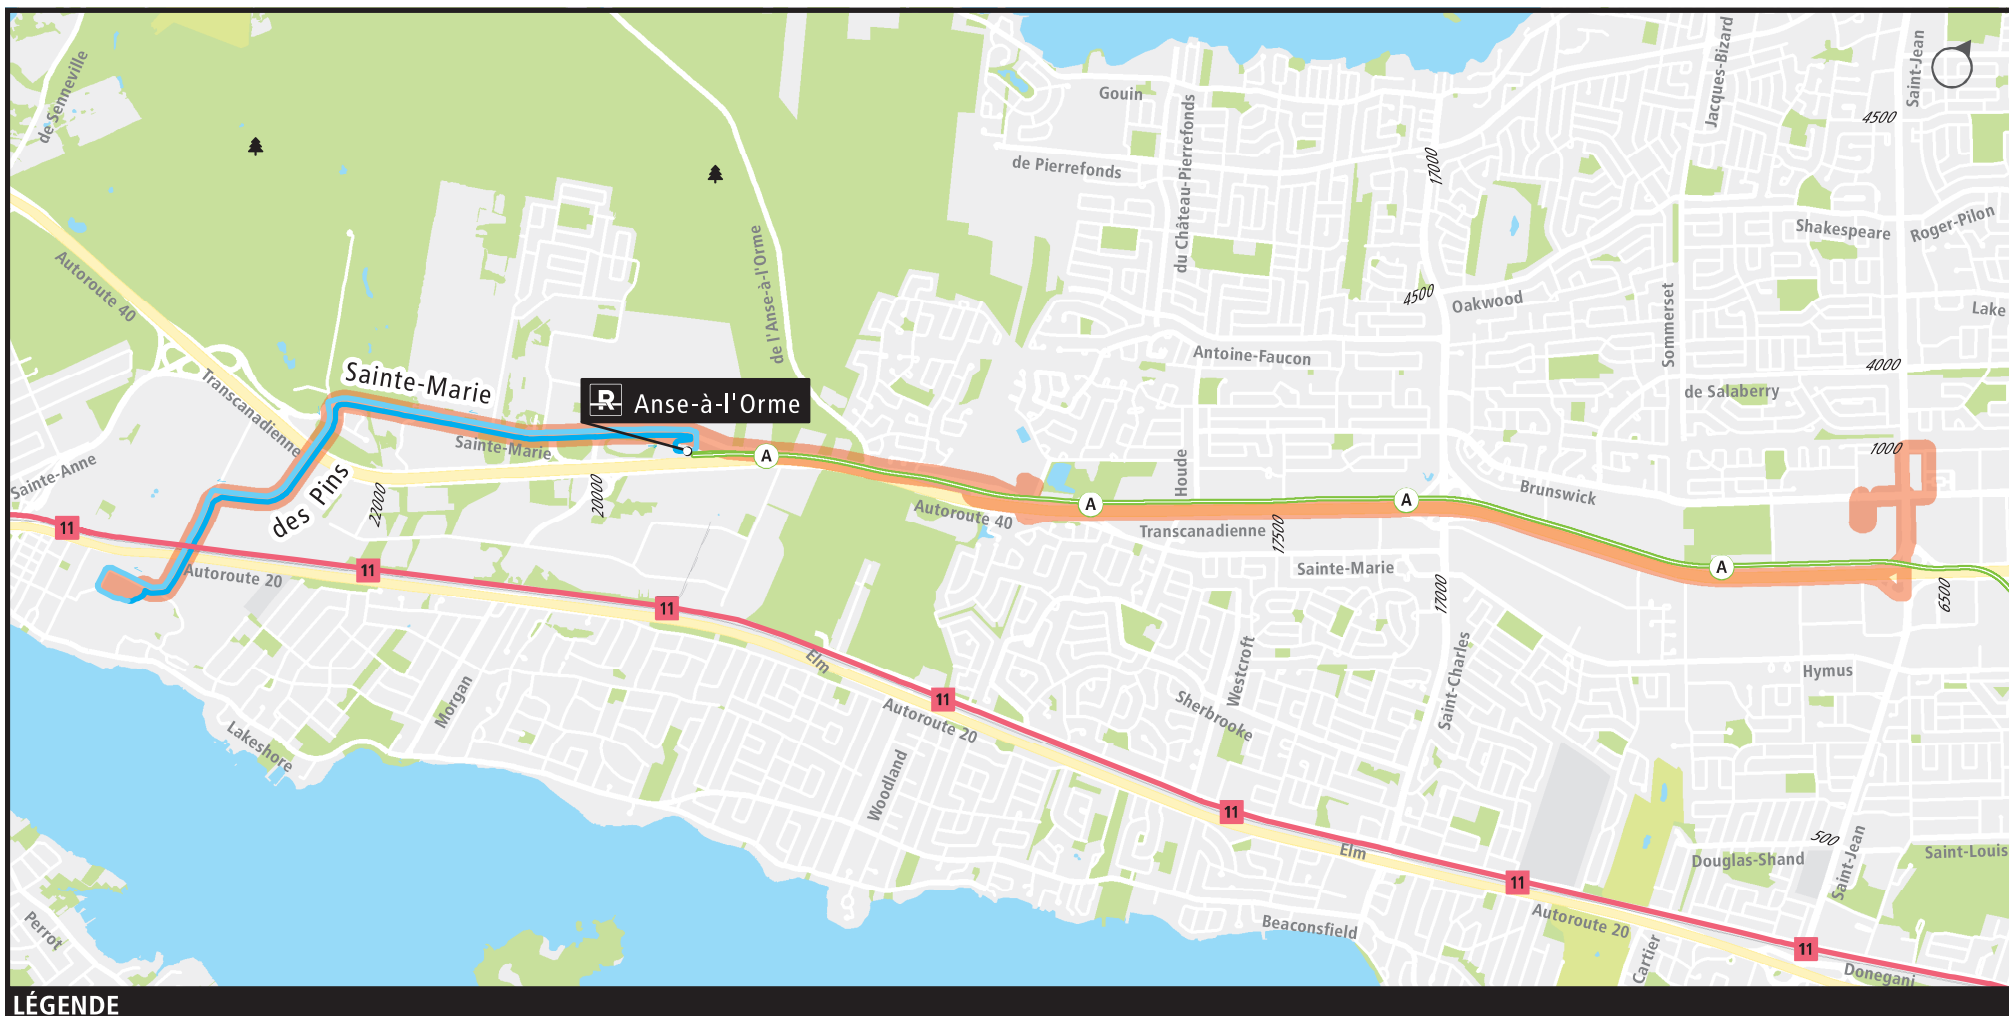 de Senneville
Gouin
Jacques-Bizard
Saint-Jean
4500
de Pierrefonds
du Château-Pierrefonds
17000
Shakespeare
Roger-Pilon
Autoroute 40
de l'Anse-à-l'Orme
4500
Oakwood
Sommerset
Lake
Transcanadienne
Sainte-Marie
R Anse-à-l'Orme
Antoine-Faucon
4000
de Salaberry
Sainte-Marie
A
Sainte-Anne
des Pins
22000
20000
Houde
1000
Brunswick
A
A
11
Autoroute 40
Transcanadienne
17500
11
Autoroute 20
Sainte-Marie
17000
A
6500
11
Elm
Morgan
Westcroft
Sherbrooke
Saint-Charles
Hymus
11
Autoroute 20
Lakeshore
Woodland
11
Elm
500
Douglas-Shand
Saint-Jean
Saint-Louis
11
Perrot
Beaconsfield
Autoroute 20
Cartier
11
Donegani
LÉGENDE